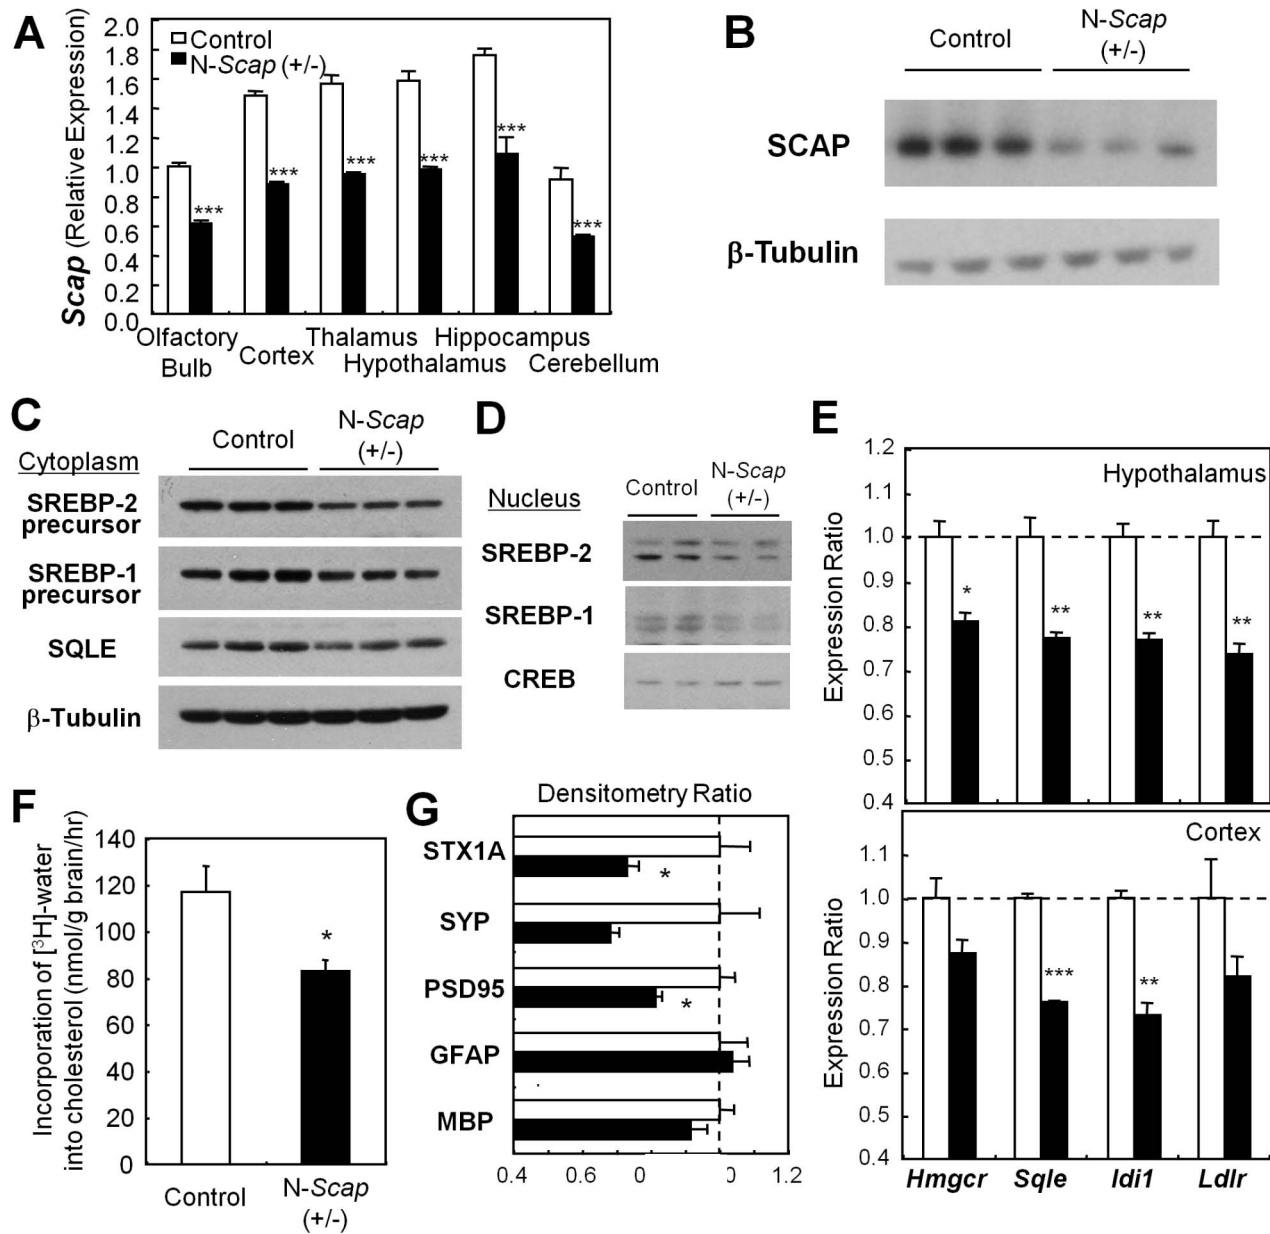 A
Scap (Relative Expression)
2.0
1.8
1.6
1.4
1.2
1.0
0.8
0.6
0.4
0.2
0.0
Control
N-Scap (+/-)
***
***
***
***
***
***
Olfactory
Bulb
Cortex
Thalamus
Hypothalamus
Hippocampus
Cerebellum
B
Control
N-Scap
(+/-)
SCAP
β-Tubulin
C
Control
N-Scap
(+/-)
Cytoplasm
SREBP-2
precursor
SREBP-1
precursor
SQLE
β-Tubulin
D
Control
N-Scap
(+/-)
Nucleus
SREBP-2
SREBP-1
CREB
E
Hypothalamus
Expression Ratio
1.2
1.1
1.0
0.9
0.8
0.7
0.6
0.5
0.4
*
**
**
**
Cortex
Expression Ratio
1.1
1.0
0.9
0.8
0.7
0.6
0.5
0.4
***
**
Hmgcr Sqle Idi1 Ldlr
F
Incorporation of [3H]-water
into cholesterol (nmol/g brain/hr)
140
120
100
80
60
40
20
0
*
Control
N-Scap
(+/-)
G
Densitometry Ratio
STX1A
*
SYP
PSD95
*
GFAP
MBP
0.4 0 0 1.2